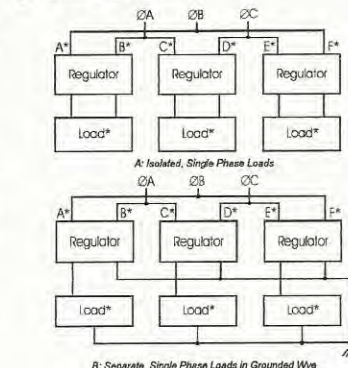 ØA ØB ØC
A* B* C* D* E* F*
Regulator Regulator Regulator
Load* Load* Load*
A: Isolated, Single Phase Loads
ØA ØB ØC
A* B* C* D* E* F*
Regulator Regulator Regulator
Load* Load* Load*
B: Separate, Single Phase Loads in Grounded Wye